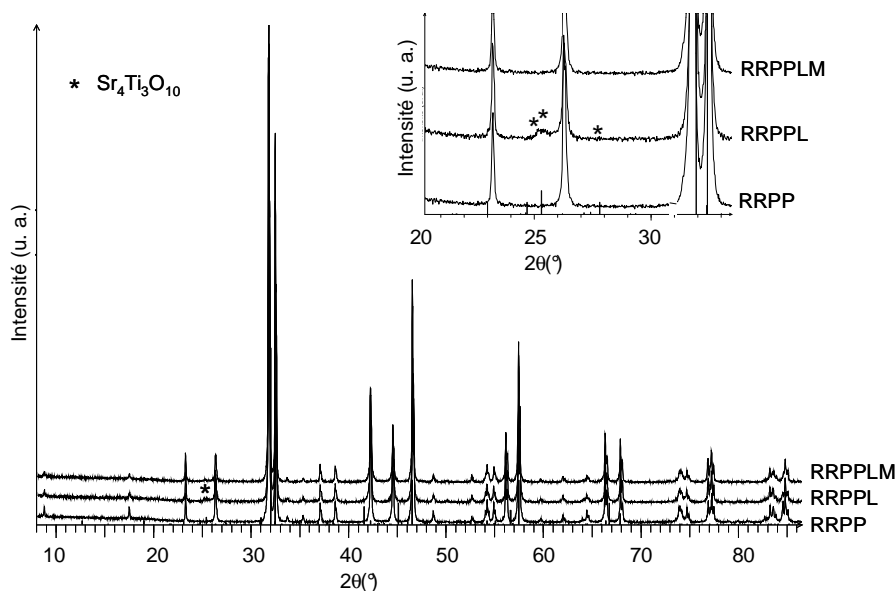 * Sr₄Ti₃O₁₀
Intensité (u. a.)
10 20 30 40 50 60 70 80
2θ(°)
RRPPLM
RRPPL
RRPP
*
Intensité (u. a.)
20 25 30
2θ(°)
RRPPLM
* * *
RRPPL
RRPP